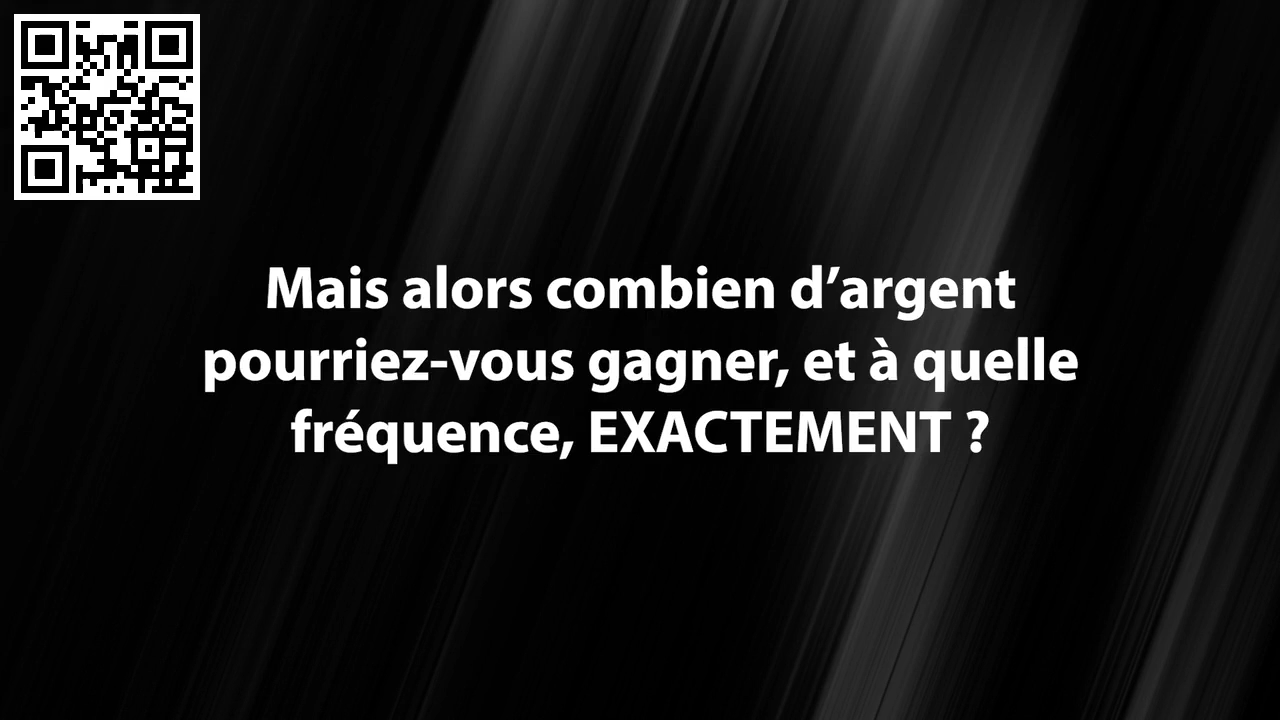 Mais alors combien d’argent
pourriez-vous gagner, et à quelle
fréquence, EXACTEMENT ?